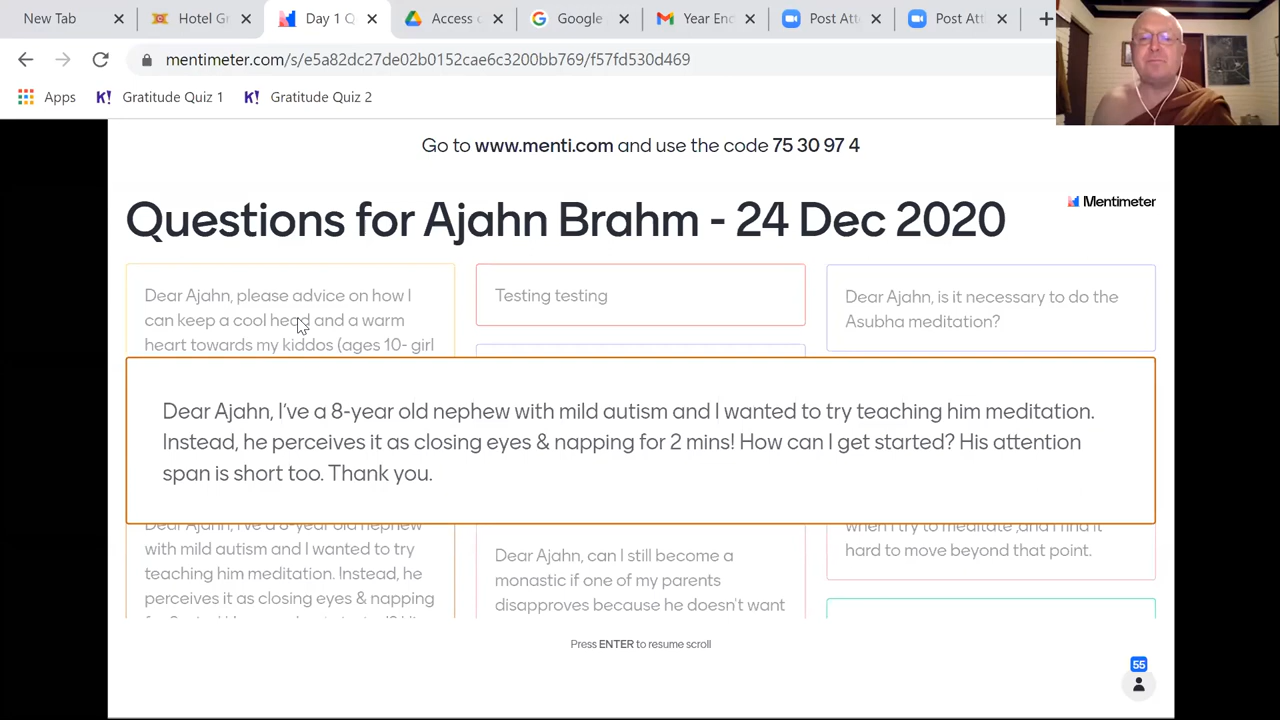 New Tab
Hotel Gr
Day 1 Q
Access
Google
Year En
Post Att
Post Att
mentimeter.com/s/e5a82dc27de02b0152cae6c3200bb769/f57fd530d469
Apps
K! Gratitude Quiz 1
K! Gratitude Quiz 2
Go to www.menti.com and use the code 75 30 97 4
Mentimeter
Questions for Ajahn Brahm - 24 Dec 2020
Dear Ajahn, please advice on how I
can keep a cool head and a warm
heart towards my kiddos (ages 10- girl
Testing testing
Dear Ajahn, is it necessary to do the
Asubha meditation?
Dear Ajahn, I've a 8-year old nephew with mild autism and I wanted to try teaching him meditation.
Instead, he perceives it as closing eyes & napping for 2 mins! How can I get started? His attention
span is short too. Thank you.
Dear Ajahn, I've a 8-year old nephew
with mild autism and I wanted to try
teaching him meditation. Instead, he
perceives it as closing eyes & napping
Dear Ajahn, can I still become a
monastic if one of my parents
disapproves because he doesn't want
when I try to meditate ,and I find it
hard to move beyond that point.
Press ENTER to resume scroll
55